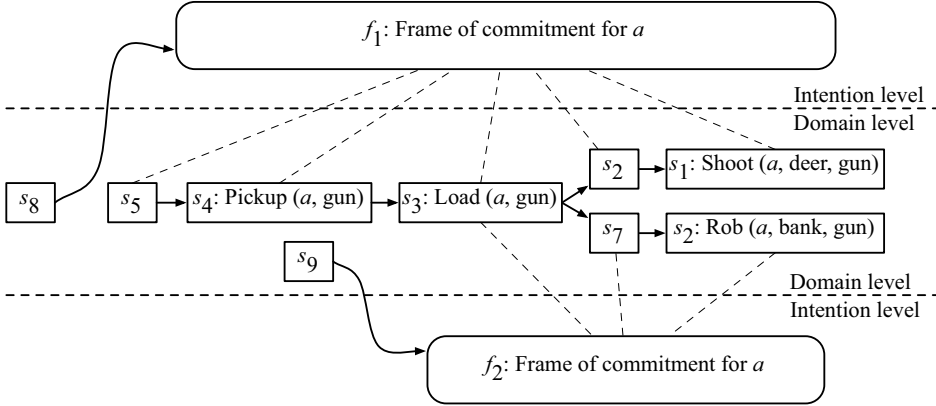 f1: Frame of commitment for a
Intention level
Domain level
s2
s1: Shoot (a, deer, gun)
s8
s5
s4: Pickup (a, gun)
s3: Load (a, gun)
s7
s2: Rob (a, bank, gun)
s9
Domain level
Intention level
f2: Frame of commitment for a